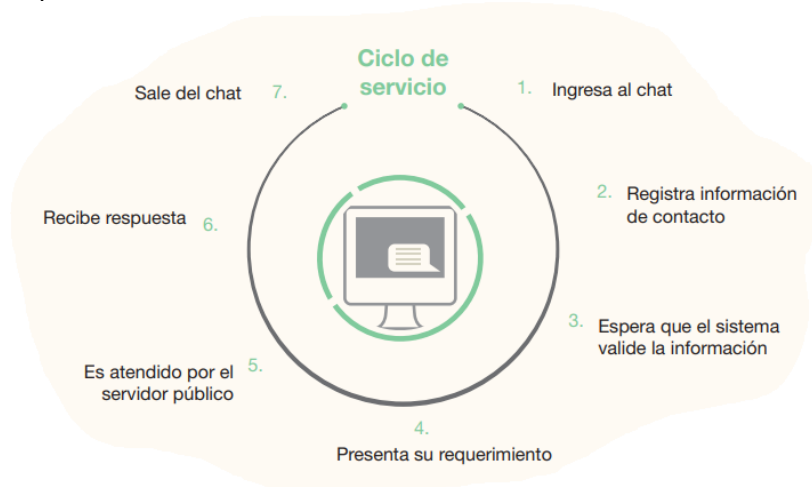 Ciclo de
servicio
1. Ingresa al chat
2. Registra información
de contacto
3. Espera que el sistema
valide la información
4.
Presenta su requerimiento
5. Es atendido por el
servidor público
6. Recibe respuesta
7. Sale del chat